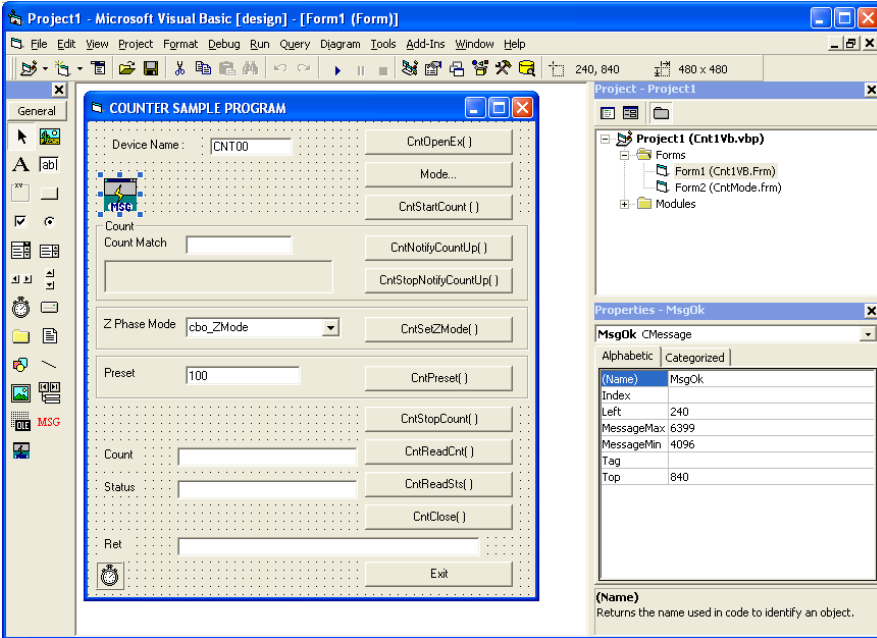 Project1 - Microsoft Visual Basic [design] - [Form1 (Form)]
File Edit View Project Format Debug Run Query Diagram Tools Add-Ins Window Help
240, 840 480 x 480
General
A ab|
XY
OLE MSG
COUNTER SAMPLE PROGRAM
Device Name : CNT00 CntOpenEx( )
Mode...
MSG
CntStartCount ( )
Count
Count Match CntNotifyCountUp( )
CntStopNotifyCountUp( )
Z Phase Mode cbo_ZMode CntSetZMode( )
Preset 100 CntPreset( )
CntStopCount( )
Count CntReadCnt( )
Status CntReadSts( )
CntClose( )
Ret
Exit
Project - Project1
Project1 (Cnt1Vb.vbp)
Forms
Form1 (Cnt1VB.Frm)
Form2 (CntMode.frm)
Modules
Properties - MsgOk
MsgOk CMessage
Alphabetic Categorized
(Name) MsgOk
Index
Left 240
MessageMax 6399
MessageMin 4096
Tag
Top 840
(Name)
Returns the name used in code to identify an object.